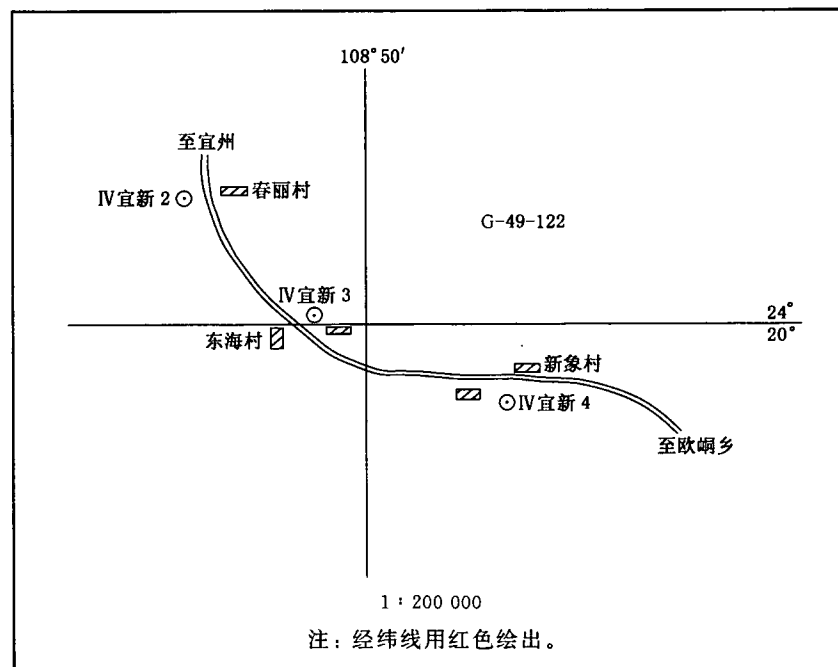 108°50′
至宜州
Ⅳ宜新2
春丽村
G-49-122
Ⅳ宜新3
24°
20°
东海村
新象村
Ⅳ宜新4
至欧峒乡
1：200 000
注：经纬线用红色绘出。